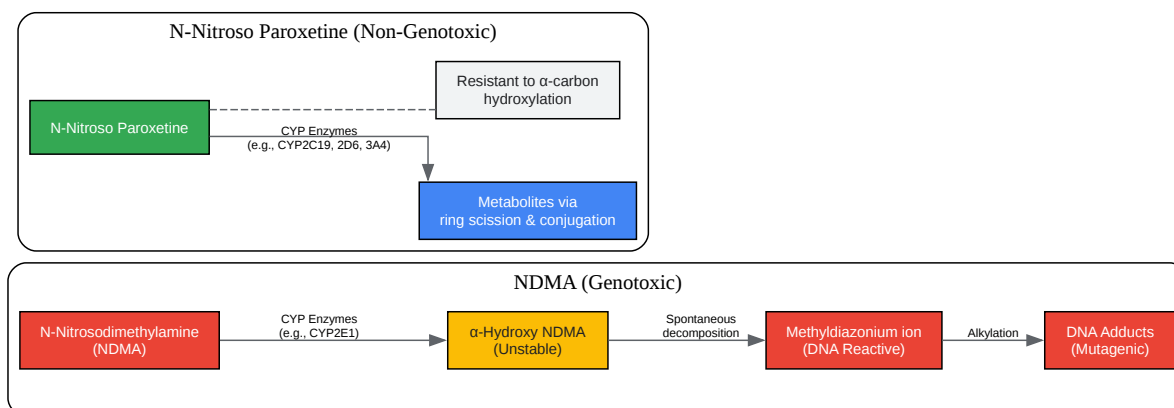 N-Nitroso Paroxetine (Non-Genotoxic)
Resistant to α-carbon
hydroxylation
N-Nitroso Paroxetine
CYP Enzymes
(e.g., CYP2C19, 2D6, 3A4)
Metabolites via
ring scission & conjugation
NDMA (Genotoxic)
N-Nitrosodimethylamine
(NDMA)
CYP Enzymes
(e.g., CYP2E1)
α-Hydroxy NDMA
(Unstable)
Spontaneous
decomposition
Methyldiazonium ion
(DNA Reactive)
Alkylation
DNA Adducts
(Mutagenic)